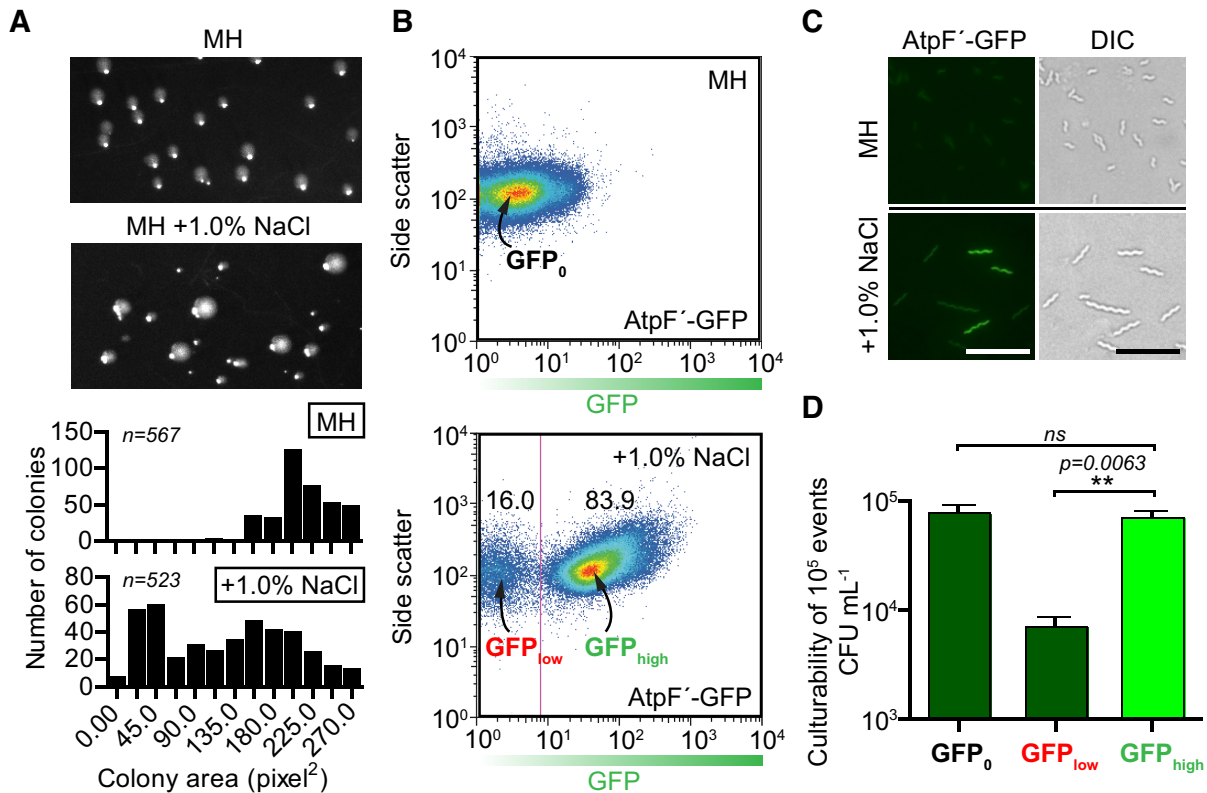 A
MH
MH +1.0% NaCl
Number of colonies
150
100
50
0
n=567
MH
80
60
40
20
0
n=523
+1.0% NaCl
0.00
45.0
90.0
135.0
180.0
225.0
270.0
Colony area (pixel²)
B
Side scatter
10⁴
10³
10²
10¹
10⁰
MH
GFP₀
AtpF´-GFP
10⁰ 10¹ 10² 10³ 10⁴
GFP
Side scatter
10⁴
10³
10²
10¹
10⁰
+1.0% NaCl
16.0 83.9
GFPlow GFPhigh
AtpF´-GFP
10⁰ 10¹ 10² 10³ 10⁴
GFP
C
AtpF´-GFP DIC
MH
+1.0% NaCl
D
ns
p=0.0063
**
Culturability of 10⁵ events
CFU mL⁻¹
10⁵
10⁴
10³
GFP₀ GFPlow GFPhigh